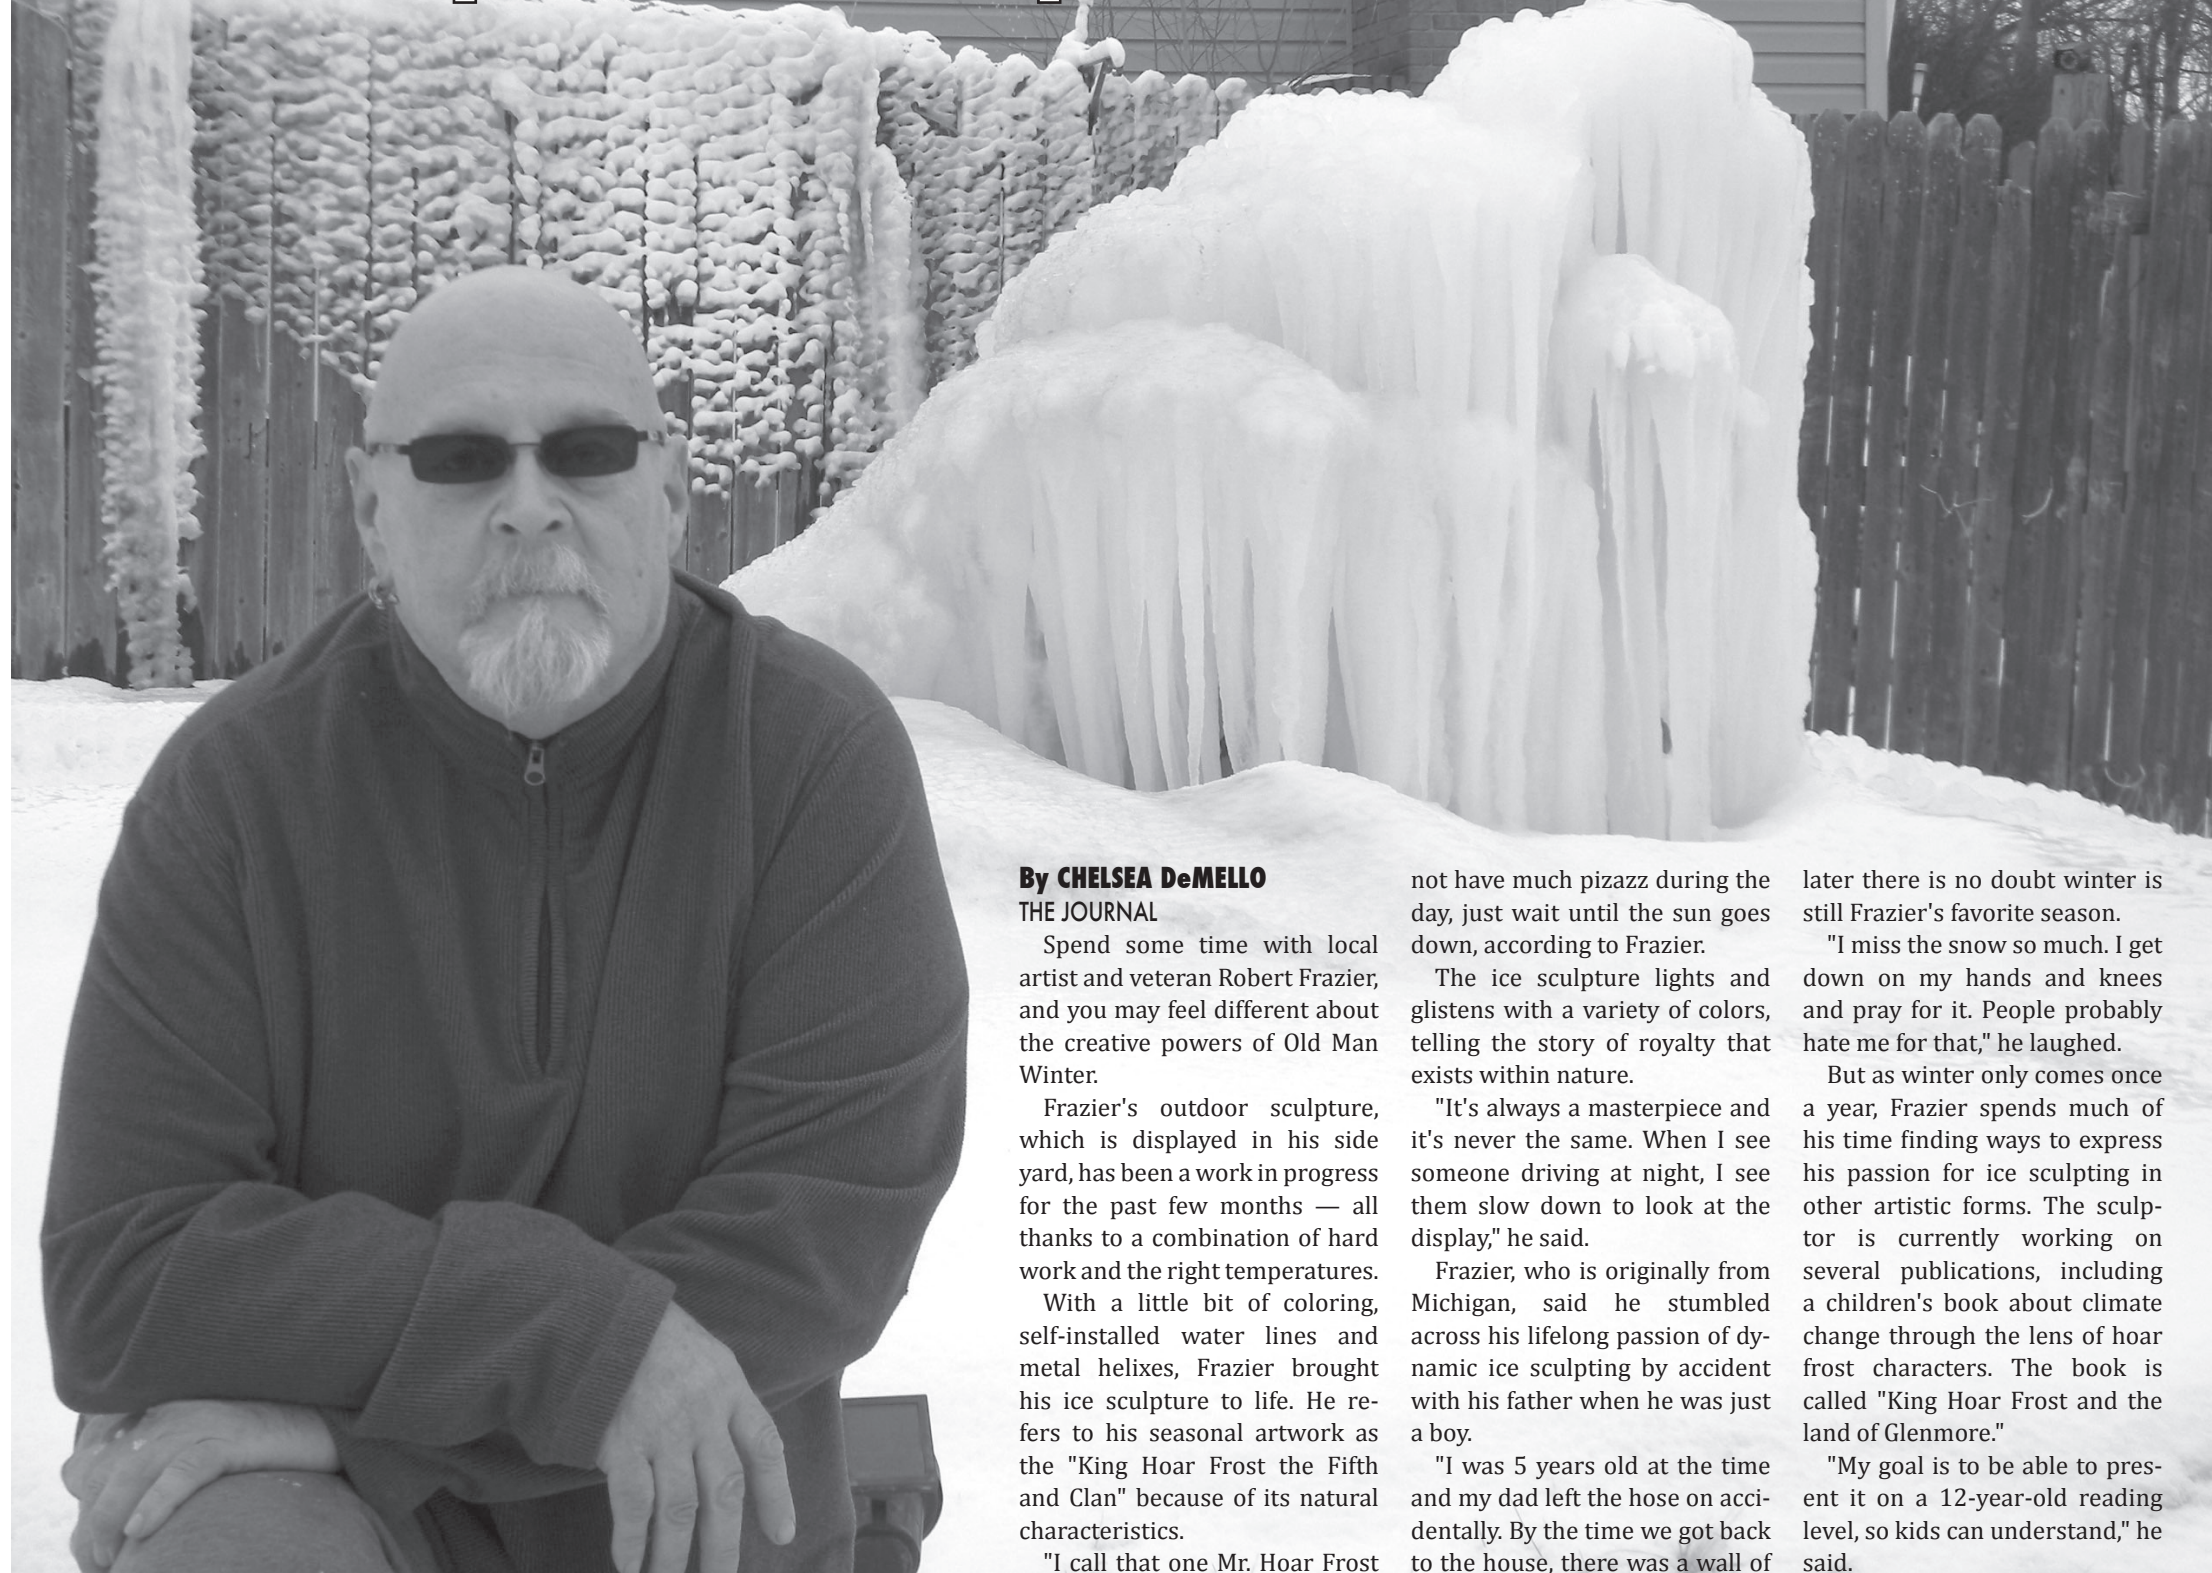 By CHELSEA DeMELLO
THE JOURNAL
Spend some time with local
artist and veteran Robert Frazier,
and you may feel different about
the creative powers of Old Man
Winter.
Frazier's outdoor sculpture,
which is displayed in his side
yard, has been a work in progress
for the past few months — all
thanks to a combination of hard
work and the right temperatures.
With a little bit of coloring,
self-installed water lines and
metal helixes, Frazier brought
his ice sculpture to life. He re-
fers to his seasonal artwork as
the "King Hoar Frost the Fifth
and Clan" because of its natural
characteristics.
"I call that one Mr. Hoar Frost
not have much pizazz during the
day, just wait until the sun goes
down, according to Frazier.
The ice sculpture lights and
glistens with a variety of colors,
telling the story of royalty that
exists within nature.
"It's always a masterpiece and
it's never the same. When I see
someone driving at night, I see
them slow down to look at the
display," he said.
Frazier, who is originally from
Michigan, said he stumbled
across his lifelong passion of dy-
namic ice sculpting by accident
with his father when he was just
a boy.
"I was 5 years old at the time
and my dad left the hose on acci-
dentally. By the time we got back
to the house, there was a wall of
later there is no doubt winter is
still Frazier's favorite season.
"I miss the snow so much. I get
down on my hands and knees
and pray for it. People probably
hate me for that," he laughed.
But as winter only comes once
a year, Frazier spends much of
his time finding ways to express
his passion for ice sculpting in
other artistic forms. The sculp-
tor is currently working on
several publications, including
a children's book about climate
change through the lens of hoar
frost characters. The book is
called "King Hoar Frost and the
land of Glenmore."
"My goal is to be able to pres-
ent it on a 12-year-old reading
level, so kids can understand," he
said.